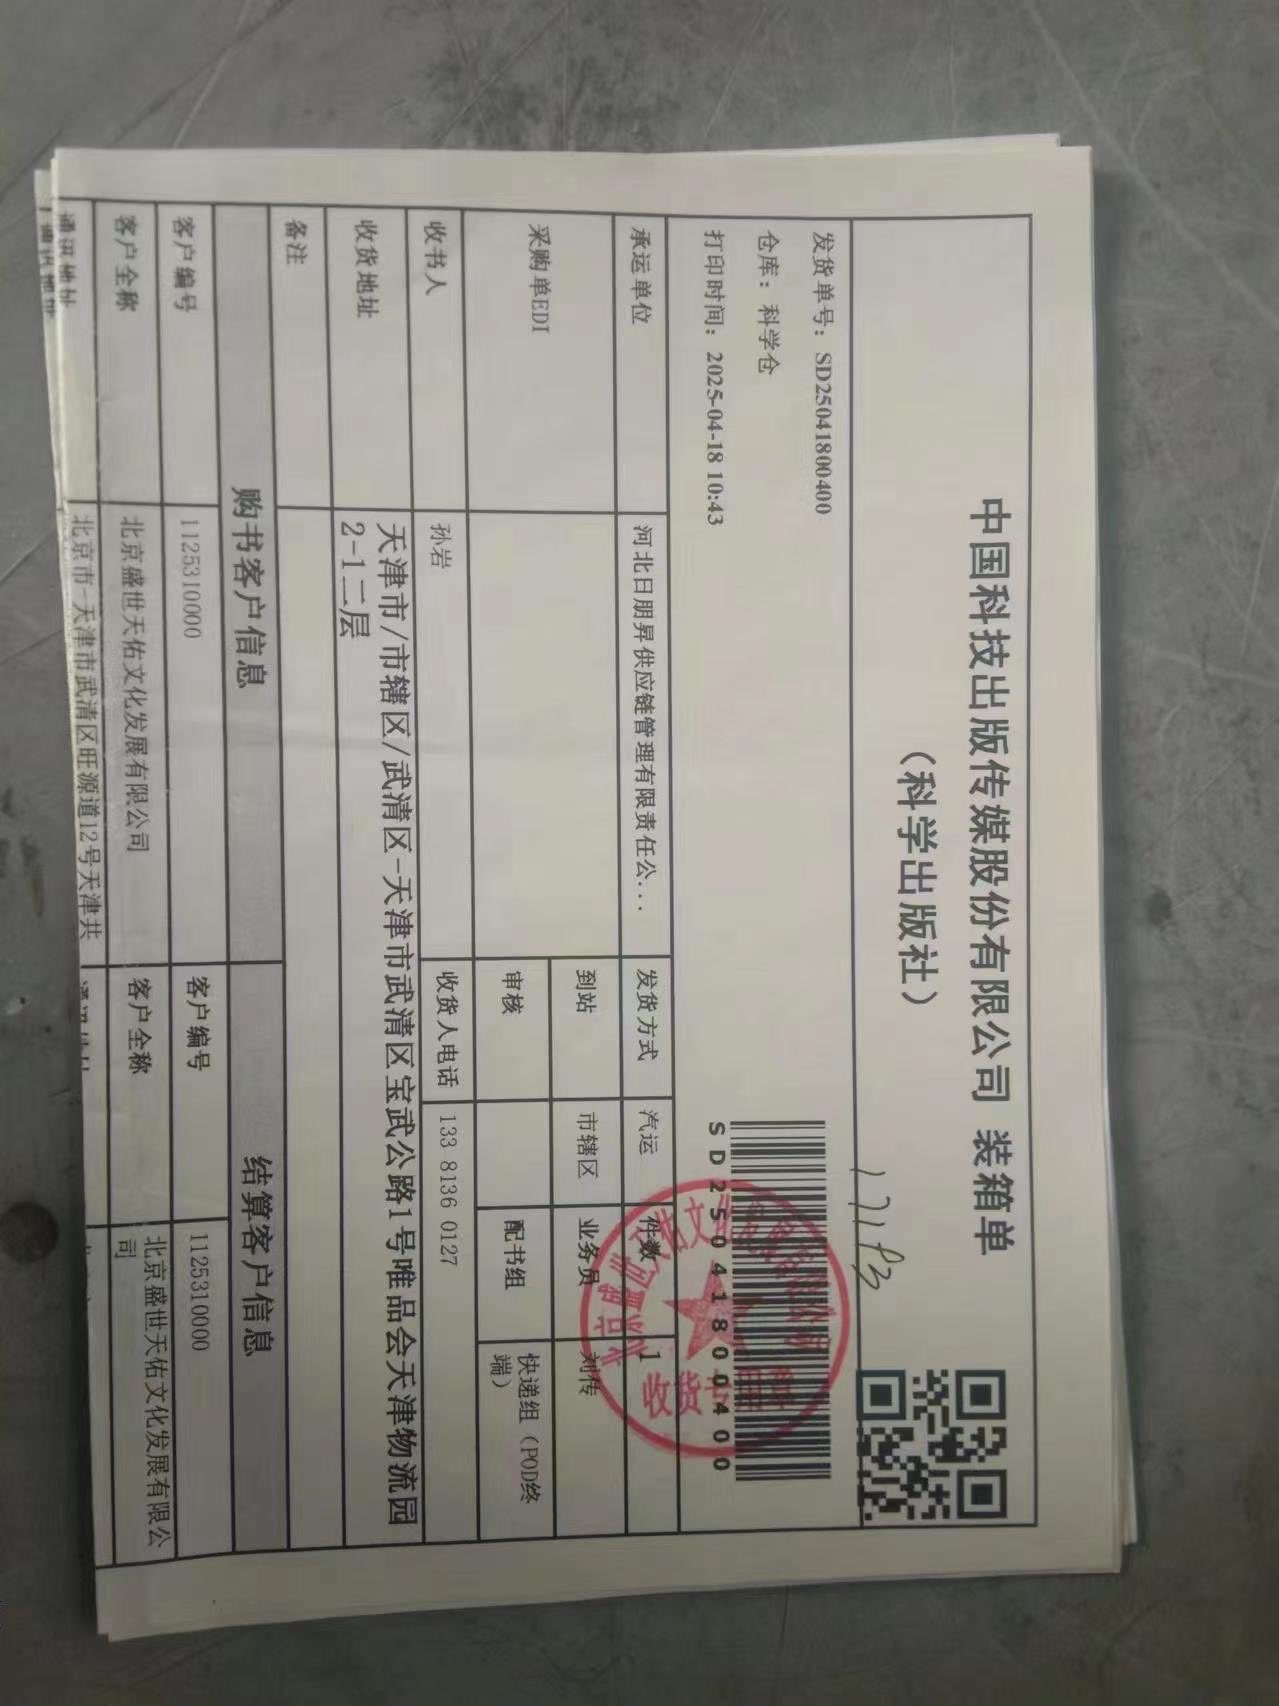 中国科技出版传媒股份有限公司 装箱单
（科学出版社）
171P3
发货单号：SD25041800400
仓库：科学仓
打印时间：2025-04-18 10:43
SD25041800400
承运单位 河北日朋昇供应链管理有限责任公... 发货方式 汽运 件数 1
采购单EDI 到站 市辖区 业务员 刘传
审核 配书组 快递组（POD终
端）
收书人 孙岩 收货人电话 133 8136 0127
收货地址 天津市/市辖区/武清区-天津市武清区宝武公路1号唯品会天津物流园
2-1二层
备注
购书客户信息 结算客户信息
客户编号 1125310000 客户编号 1125310000
客户全称 北京盛世天佑文化发展有限公司 客户全称 北京盛世天佑文化发展有限公
司
通讯地址 北京市-天津市武清区旺源道12号天津共
收货专用章